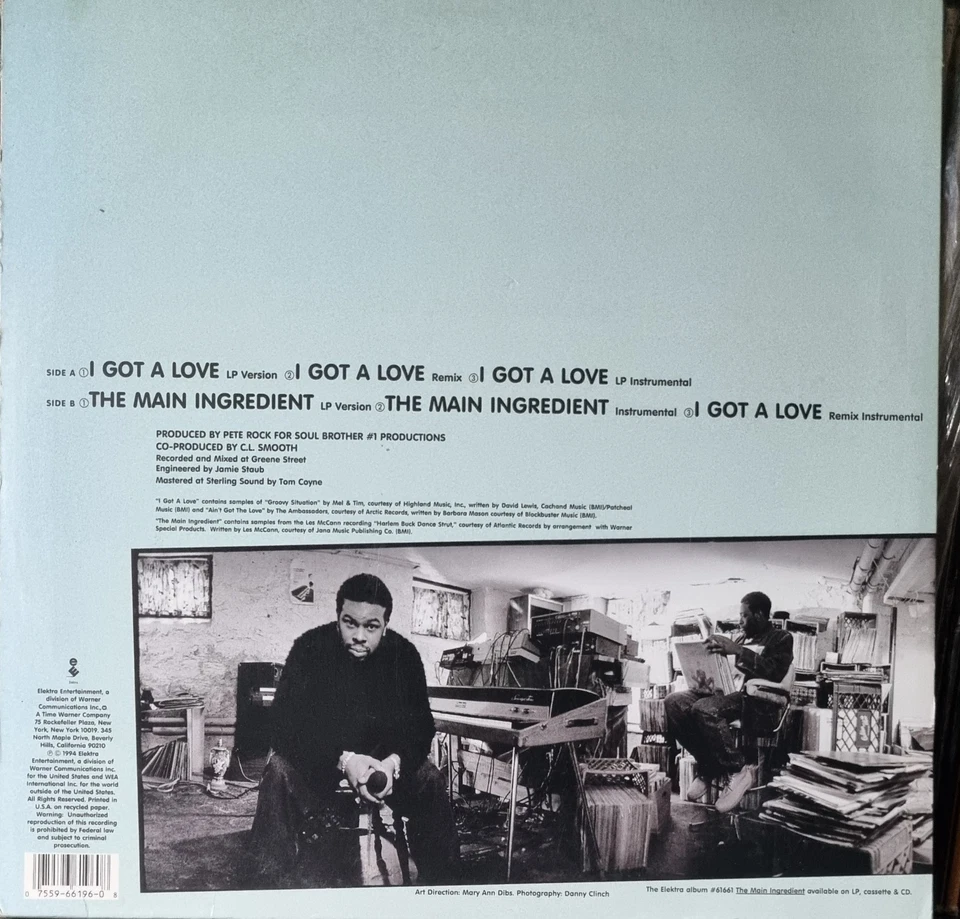 SIDE A ① I GOT A LOVE LP Version ② I GOT A LOVE Remix ③ I GOT A LOVE LP Instrumental
SIDE B ① THE MAIN INGREDIENT LP Version ② THE MAIN INGREDIENT Instrumental ③ I GOT A LOVE Remix Instrumental
PRODUCED BY PETE ROCK FOR SOUL BROTHER #1 PRODUCTIONS
CO-PRODUCED BY C.L. SMOOTH
Recorded and Mixed at Greene Street
Engineered by Jamie Staub
Mastered at Sterling Sound by Tom Coyne
"I Got A Love" contains samples of "Groovy Situation" by Mel & Tim, courtesy of Highland Music, Inc., written by David Lewis, Cachand Music (BMI)/Patcheal
Music (BMI) and "Ain't Got The Love" by The Ambassadors, courtesy of Arctic Records, written by Barbara Mason courtesy of Blockbuster Music (BMI).
"The Main Ingredient" contains samples from the Les McCann recording "Harlem Buck Dance Strut," courtesy of Atlantic Records by arrangement with Warner
Special Products. Written by Les McCann, courtesy of Jana Music Publishing Co. (BMI).
Elektra Entertainment, a
division of Warner
Communications Inc.,
A Time Warner Company
75 Rockefeller Plaza, New
York, New York 10019. 345
North Maple Drive, Beverly
Hills, California 90210
℗ © 1994 Elektra
Entertainment, a division of
Warner Communications Inc.
for the United States and WEA
International Inc. for the world
outside of the United States.
All Rights Reserved. Printed in
U.S.A. on recycled paper.
Warning: Unauthorized
reproduction of this recording
is prohibited by Federal law
and subject to criminal
prosecution.
0 7559-66196-0 8
Art Direction: Mary Ann Dibs. Photography: Danny Clinch
The Elektra album #61661 The Main Ingredient available on LP, cassette & CD.